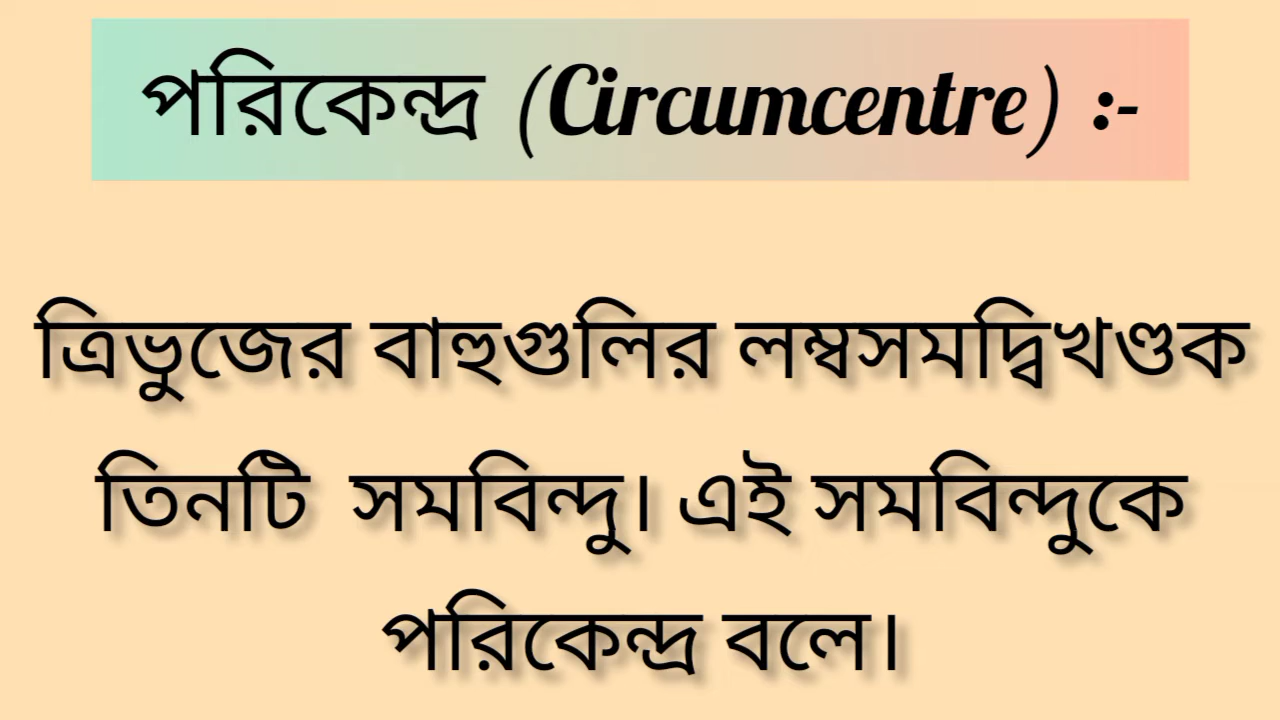 পরিকেন্দ্র (Circumcentre) :-
ত্রিভুজের বাহুগুলির লম্বসমদ্বিখণ্ডক
তিনটি সমবিন্দু। এই সমবিন্দুকে
পরিকেন্দ্র বলে।